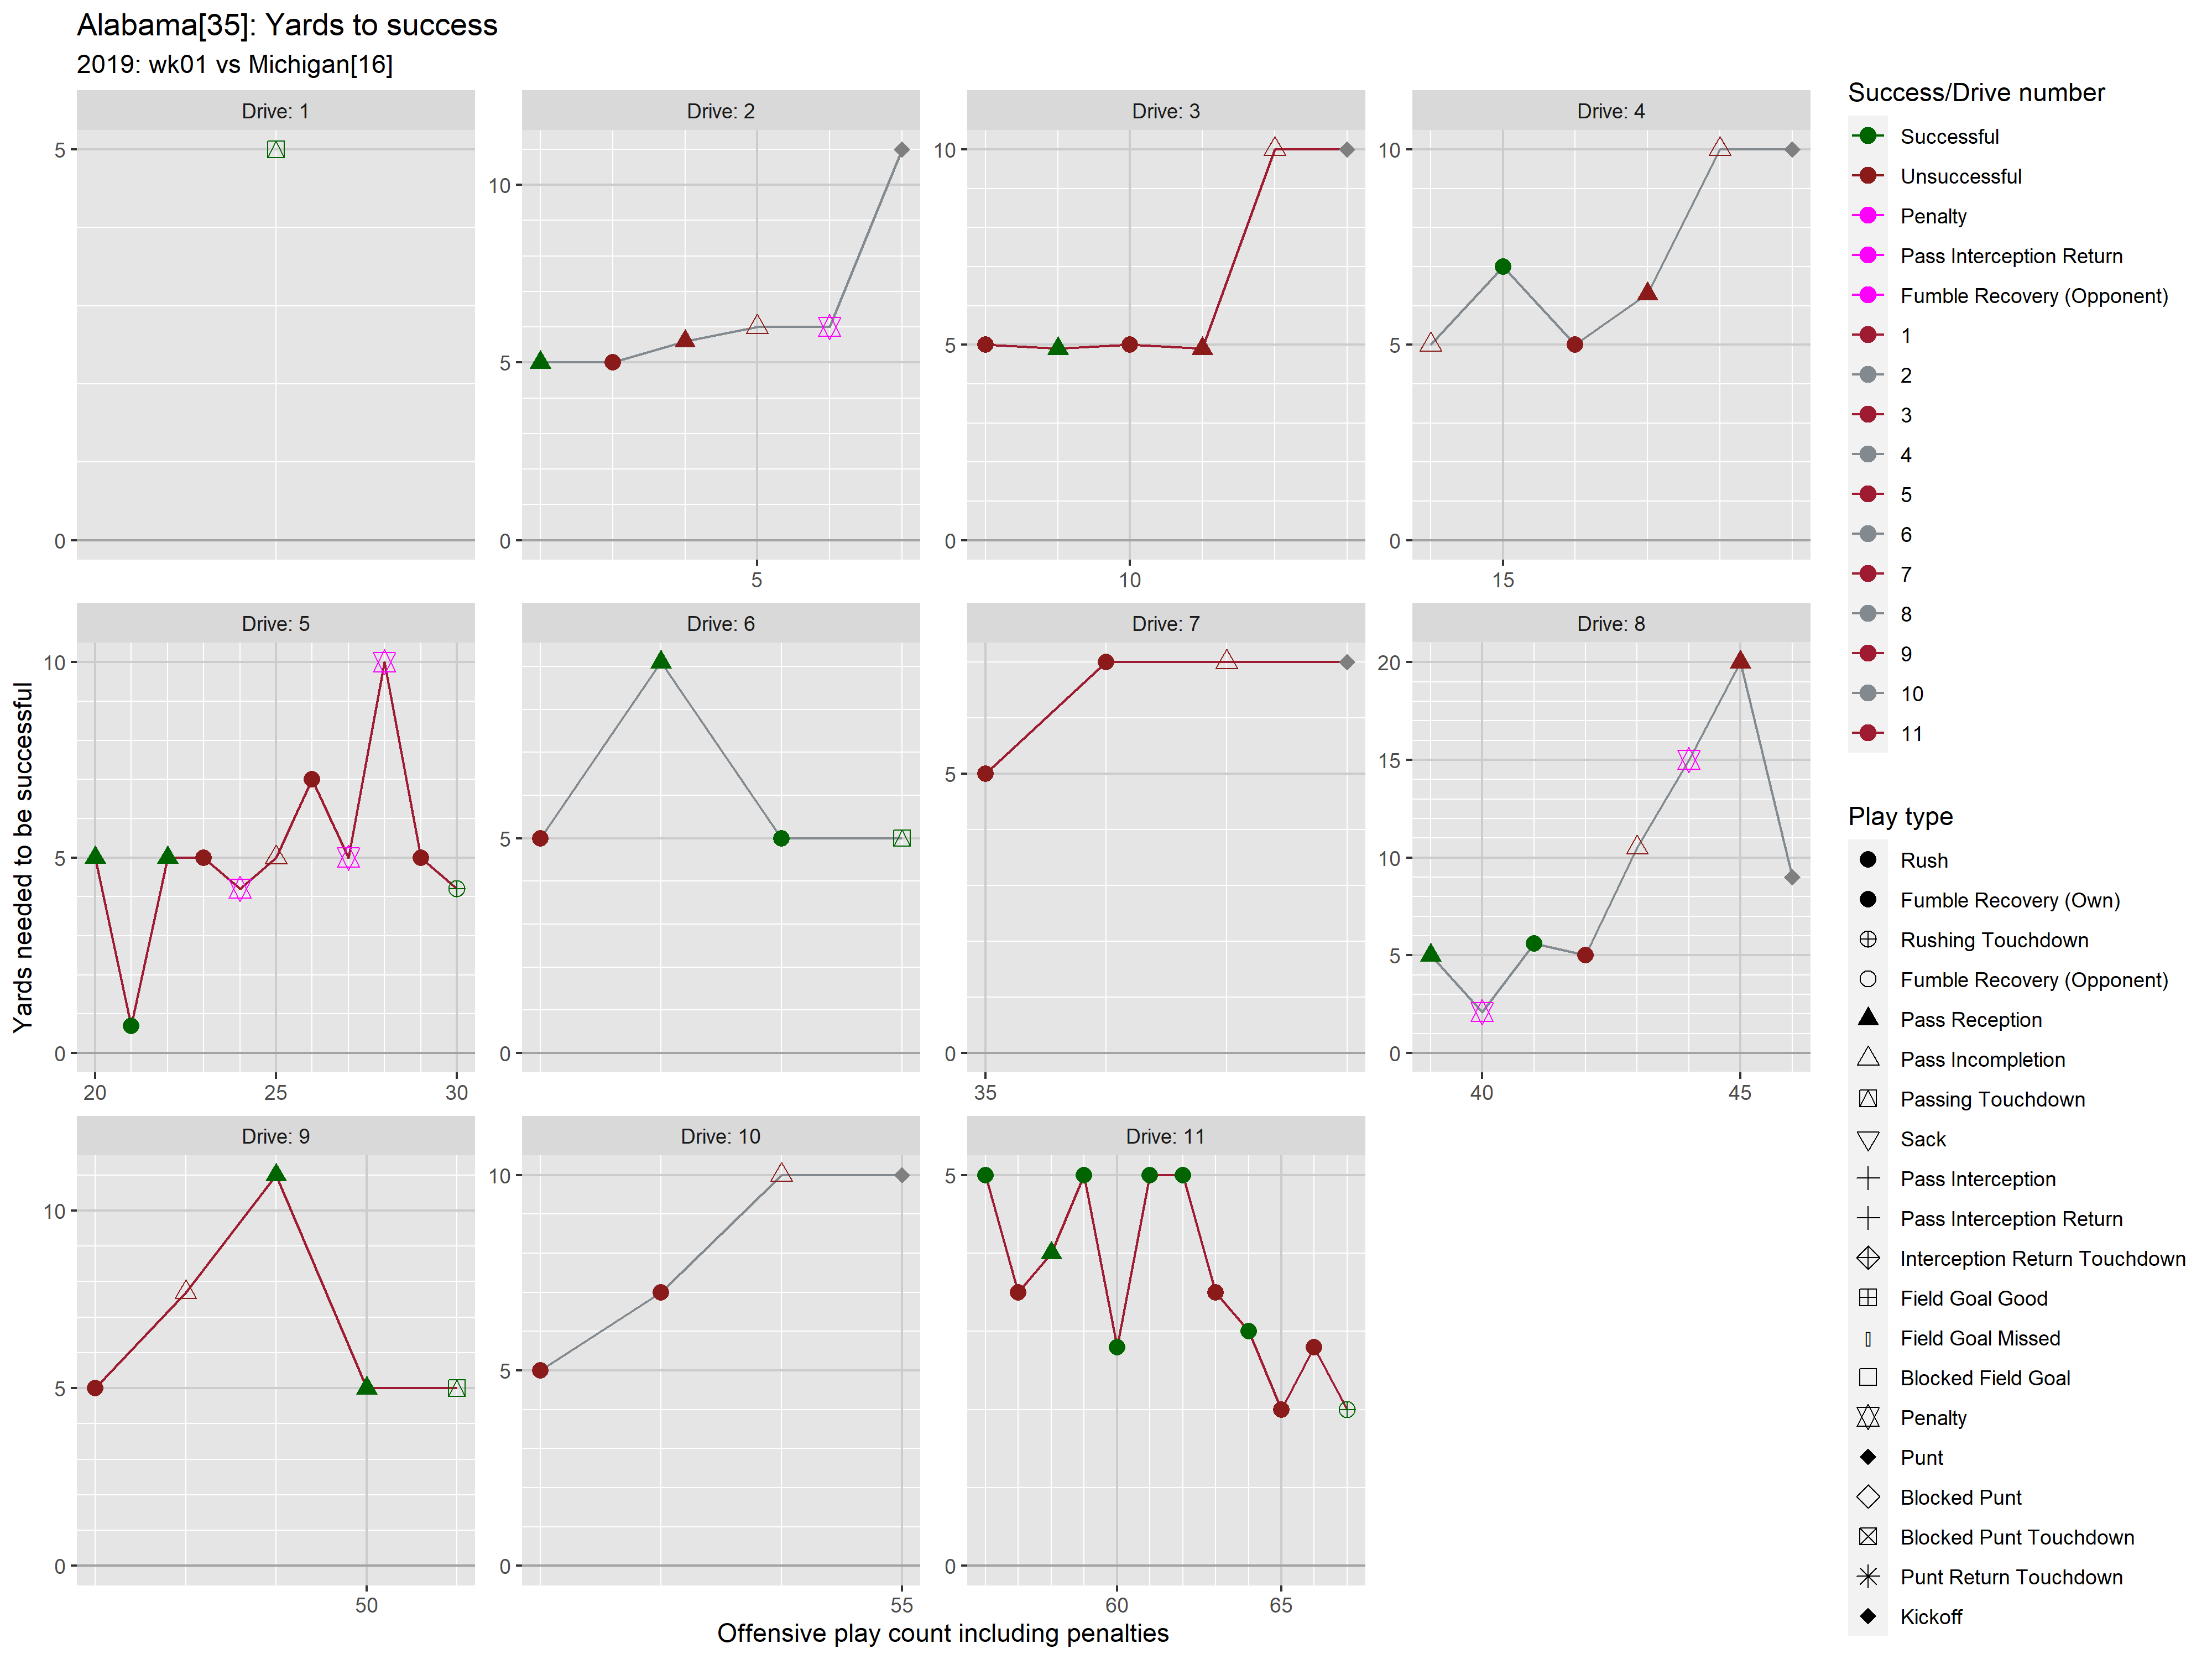 Alabama[35]: Yards to success
2019: wk01 vs Michigan[16]
Drive: 1
Drive: 2
Drive: 3
Drive: 4
5
0
10
5
0
5
10
5
0
10
10
5
0
15
Drive: 5
Drive: 6
Drive: 7
Drive: 8
Yards needed to be successful
10
5
0
20
25
30
5
0
5
0
35
20
15
10
5
0
40
45
Drive: 9
Drive: 10
Drive: 11
10
5
0
50
10
5
0
55
5
0
60
65
Offensive play count including penalties
Success/Drive number
Successful
Unsuccessful
Penalty
Pass Interception Return
Fumble Recovery (Opponent)
1
2
3
4
5
6
7
8
9
10
11
Play type
Rush
Fumble Recovery (Own)
Rushing Touchdown
Fumble Recovery (Opponent)
Pass Reception
Pass Incompletion
Passing Touchdown
Sack
Pass Interception
Pass Interception Return
Interception Return Touchdown
Field Goal Good
Field Goal Missed
Blocked Field Goal
Penalty
Punt
Blocked Punt
Blocked Punt Touchdown
Punt Return Touchdown
Kickoff